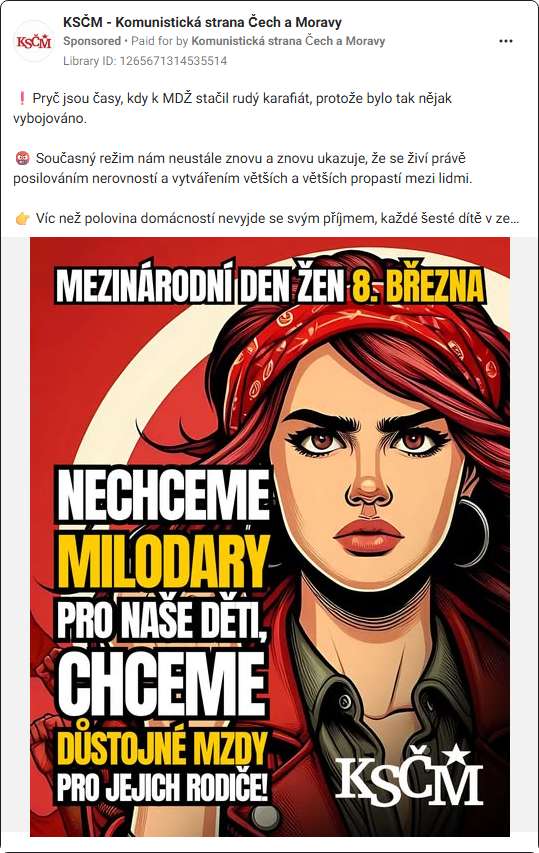 KSČM - Komunistická strana Čech a Moravy
Sponsored • Paid for by Komunistická strana Čech a Moravy
Library ID: 1265671314535514
KSČM
❗ Pryč jsou časy, kdy k MDŽ stačil rudý karafiát, protože bylo tak nějak
vybojováno.
😡 Současný režim nám neustále znovu a znovu ukazuje, že se živí právě
posilováním nerovností a vytvářením větších a větších propastí mezi lidmi.
👉 Víc než polovina domácností nevyjde se svým příjmem, každé šesté dítě v ze…
MEZINÁRODNÍ DEN ŽEN 8. BŘEZNA
NECHCEME
MILODARY
PRO NAŠE DĚTI,
CHCEME
DŮSTOJNÉ MZDY
PRO JEJICH RODIČE!
KSČM